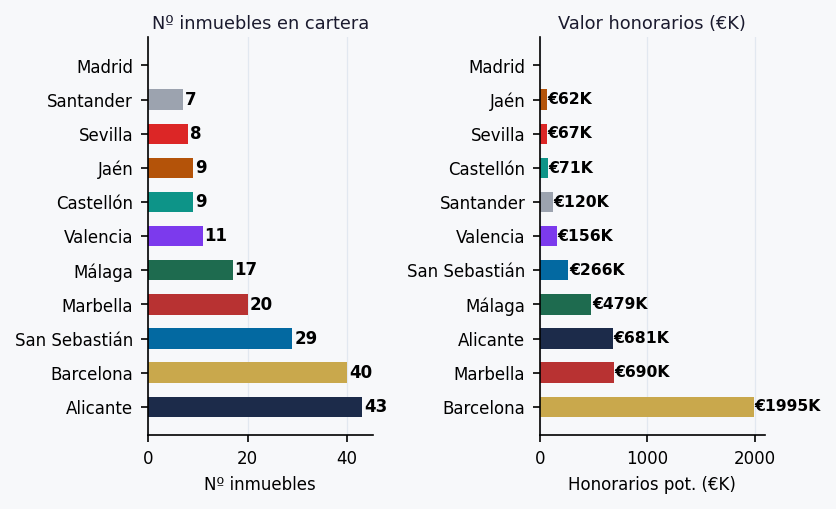 Nº inmuebles en cartera
Madrid
Santander 7
Sevilla 8
Jaén 9
Castellón 9
Valencia 11
Málaga 17
Marbella 20
San Sebastián 29
Barcelona 40
Alicante 43
0 20 40
Nº inmuebles
Valor honorarios (€K)
Madrid
Jaén €62K
Sevilla €67K
Castellón €71K
Santander €120K
Valencia €156K
San Sebastián €266K
Málaga €479K
Alicante €681K
Marbella €690K
Barcelona €1995K
0 1000 2000
Honorarios pot. (€K)